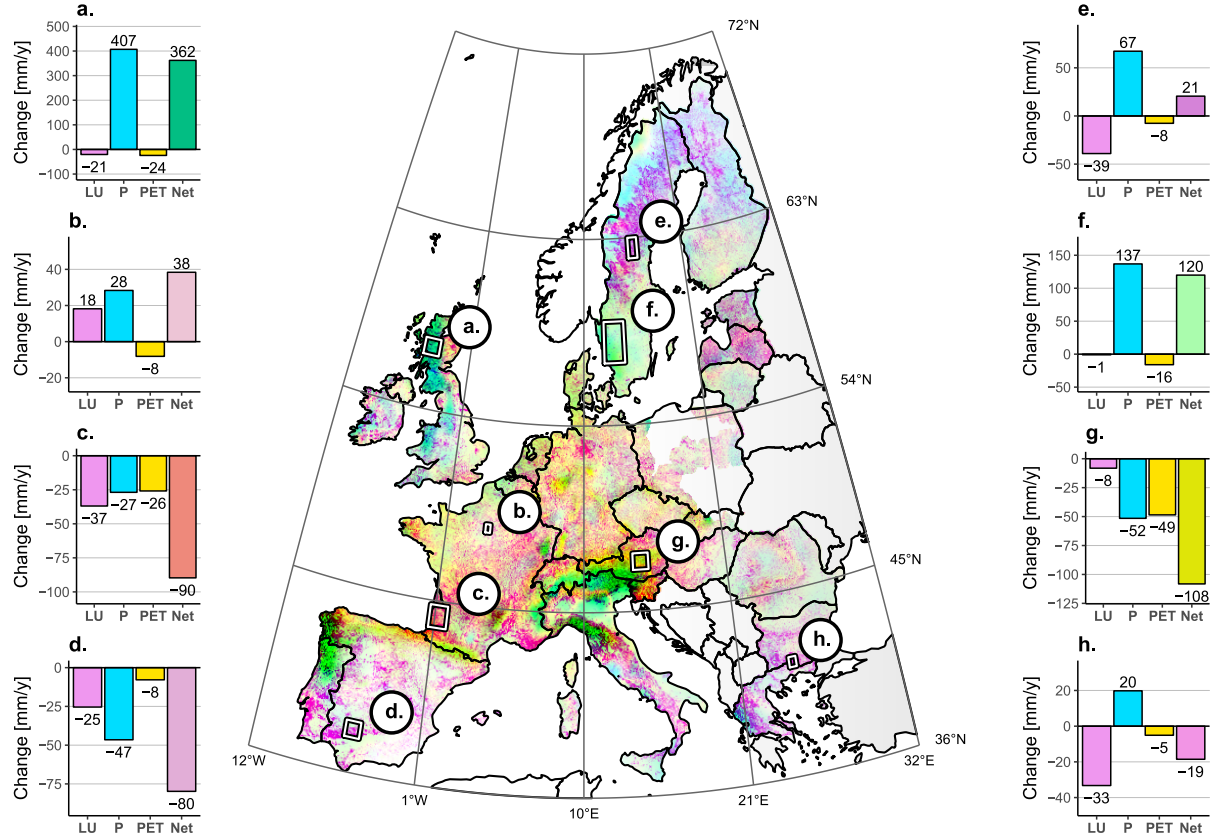 a.
Change [mm/y]
500
400
300
200
100
0
−100
407
362
−21
−24
LU P PET Net
b.
Change [mm/y]
40
20
0
−20
18
28
−8
38
LU P PET Net
c.
Change [mm/y]
0
−25
−50
−75
−100
−37
−27
−26
−90
LU P PET Net
d.
Change [mm/y]
0
−25
−50
−75
−25
−47
−8
−80
LU P PET Net
72°N
63°N
54°N
45°N
36°N
12°W
1°W
10°E
21°E
32°E
a.
b.
c.
d.
e.
f.
g.
h.
e.
Change [mm/y]
50
0
−50
−39
67
−8
21
LU P PET Net
f.
Change [mm/y]
150
100
50
0
−50
−1
137
−16
120
LU P PET Net
g.
Change [mm/y]
0
−25
−50
−75
−100
−125
−8
−52
−49
−108
LU P PET Net
h.
Change [mm/y]
20
0
−20
−40
−33
20
−5
−19
LU P PET Net